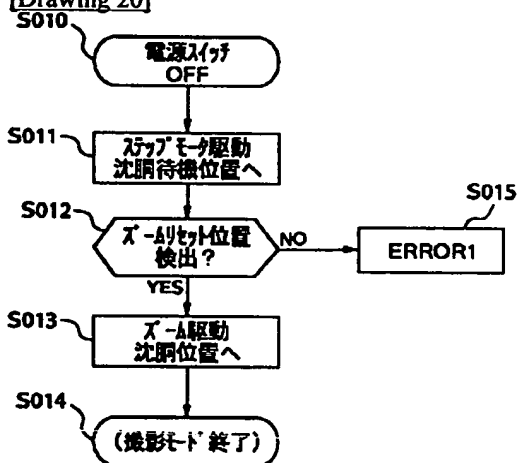 [Drawing 20]
S010
電源スイッチ
OFF
S011
ステップモータ駆動
沈胴待機位置へ
S012
ズームリセット位置
検出?
NO
S015
ERROR1
YES
S013
ズーム駆動
沈胴位置へ
S014
(撮影モード終了)